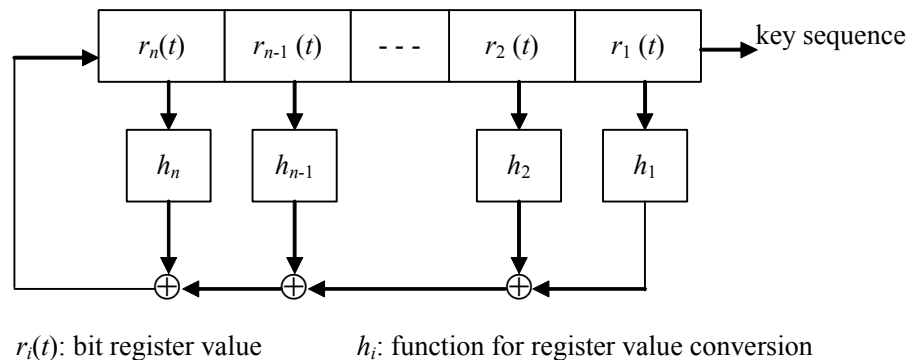 rₙ(t) rₙ₋₁ (t) - - - r₂ (t) r₁ (t) key sequence
hₙ hₙ₋₁ h₂ h₁
rᵢ(t): bit register value hᵢ: function for register value conversion